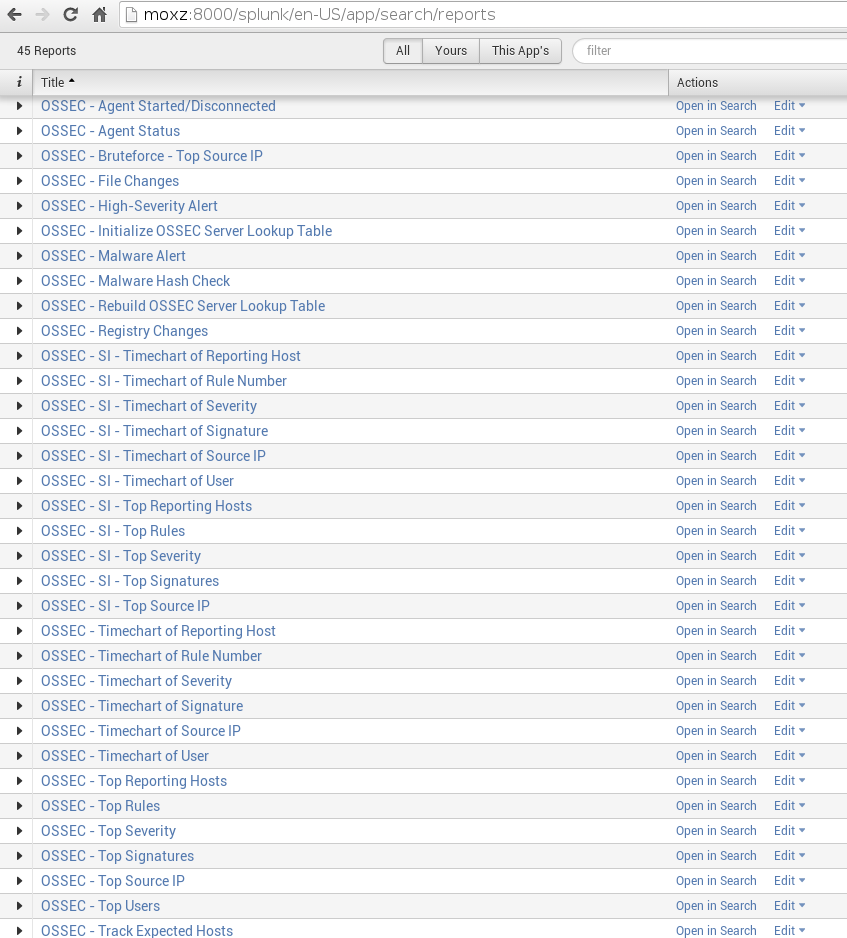 moxz:8000/splunk/en-US/app/search/reports
45 Reports All Yours This App's filter
i Title Actions
OSSEC - Agent Started/Disconnected Open in Search Edit
OSSEC - Agent Status Open in Search Edit
OSSEC - Bruteforce - Top Source IP Open in Search Edit
OSSEC - File Changes Open in Search Edit
OSSEC - High-Severity Alert Open in Search Edit
OSSEC - Initialize OSSEC Server Lookup Table Open in Search Edit
OSSEC - Malware Alert Open in Search Edit
OSSEC - Malware Hash Check Open in Search Edit
OSSEC - Rebuild OSSEC Server Lookup Table Open in Search Edit
OSSEC - Registry Changes Open in Search Edit
OSSEC - SI - Timechart of Reporting Host Open in Search Edit
OSSEC - SI - Timechart of Rule Number Open in Search Edit
OSSEC - SI - Timechart of Severity Open in Search Edit
OSSEC - SI - Timechart of Signature Open in Search Edit
OSSEC - SI - Timechart of Source IP Open in Search Edit
OSSEC - SI - Timechart of User Open in Search Edit
OSSEC - SI - Top Reporting Hosts Open in Search Edit
OSSEC - SI - Top Rules Open in Search Edit
OSSEC - SI - Top Severity Open in Search Edit
OSSEC - SI - Top Signatures Open in Search Edit
OSSEC - SI - Top Source IP Open in Search Edit
OSSEC - Timechart of Reporting Host Open in Search Edit
OSSEC - Timechart of Rule Number Open in Search Edit
OSSEC - Timechart of Severity Open in Search Edit
OSSEC - Timechart of Signature Open in Search Edit
OSSEC - Timechart of Source IP Open in Search Edit
OSSEC - Timechart of User Open in Search Edit
OSSEC - Top Reporting Hosts Open in Search Edit
OSSEC - Top Rules Open in Search Edit
OSSEC - Top Severity Open in Search Edit
OSSEC - Top Signatures Open in Search Edit
OSSEC - Top Source IP Open in Search Edit
OSSEC - Top Users Open in Search Edit
OSSEC - Track Expected Hosts Open in Search Edit